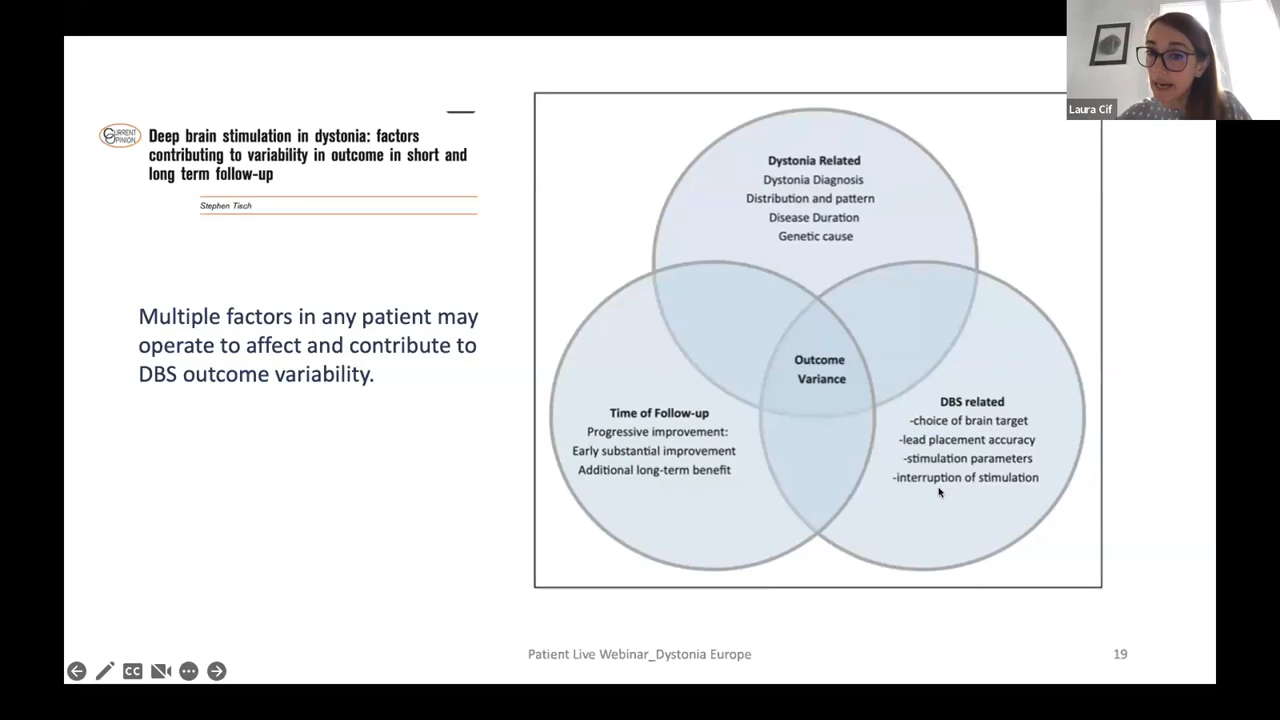 Laura Cif
CURRENT
OPINION
Deep brain stimulation in dystonia: factors
contributing to variability in outcome in short and
long term follow-up
Stephen Tisch
Multiple factors in any patient may
operate to affect and contribute to
DBS outcome variability.
Dystonia Related
Dystonia Diagnosis
Distribution and pattern
Disease Duration
Genetic cause
Outcome
Variance
Time of Follow-up
Progressive improvement:
Early substantial improvement
Additional long-term benefit
DBS related
-choice of brain target
-lead placement accuracy
-stimulation parameters
-interruption of stimulation
CC
Patient Live Webinar_Dystonia Europe
19